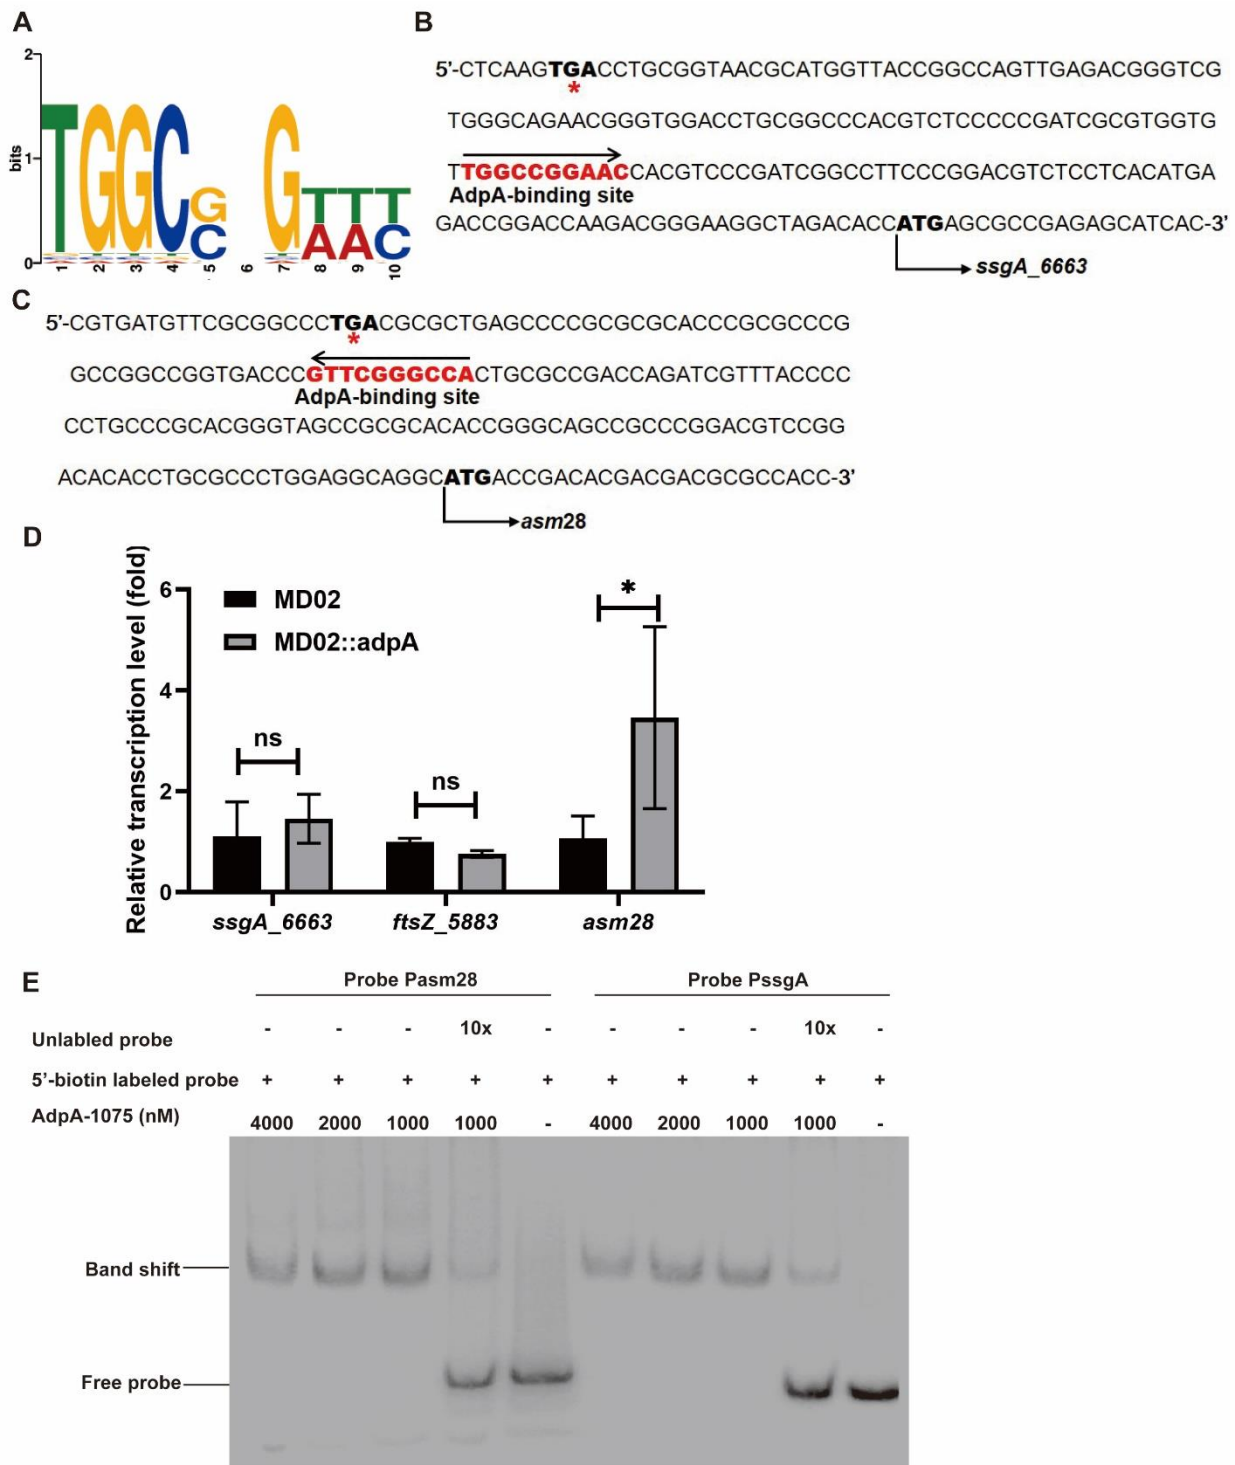 A
2
bits
1
0
TGGCG GTTT
C AAC
1 2 3 4 5 6 7 8 9 10
B
5'-CTCAAGTGACCTGCGGTAACGCATGGTTACCGGCCAGTTGAGACGGGTCG
*
TGGGCAGAACGGGTGGACCTGCGGCCCACGTCTCCCCCGATCGCGTGGTG
TTGGCCGGAACCACGTCCCGATCGGCCTTCCCGGACGTCTCCTCACATGA
AdpA-binding site
GACCGGACCAAGACGGGAAGGCTAGACACCATGAGCGCCGAGAGCATCAC-3'
ssgA_6663
C
5'-CGTGATGTTCGCGGCCCTGACGCGCTGAGCCCCGCGCGCACCCGCGCCCG
*
GCCGGCCGGTGACCCGTTCGGGCCACTGCGCCGACCAGATCGTTTACCCC
AdpA-binding site
CCTGCCCGCACGGGTAGCCGCGCACACCGGGCAGCCGCCCGGACGTCCGG
ACACACCTGCGCCCTGGAGGCAGGCATGACCGACACGACGACGCGCCACC-3'
asm28
D
Relative transcription level (fold)
6
4
2
0
MD02
MD02::adpA
ns
ns
*
ssgA_6663 ftsZ_5883 asm28
E
Probe Pasm28 Probe PssgA
Unlabled probe - - - 10x - - - - 10x -
5'-biotin labeled probe + + + + + + + + + +
AdpA-1075 (nM) 4000 2000 1000 1000 - 4000 2000 1000 1000 -
Band shift
Free probe